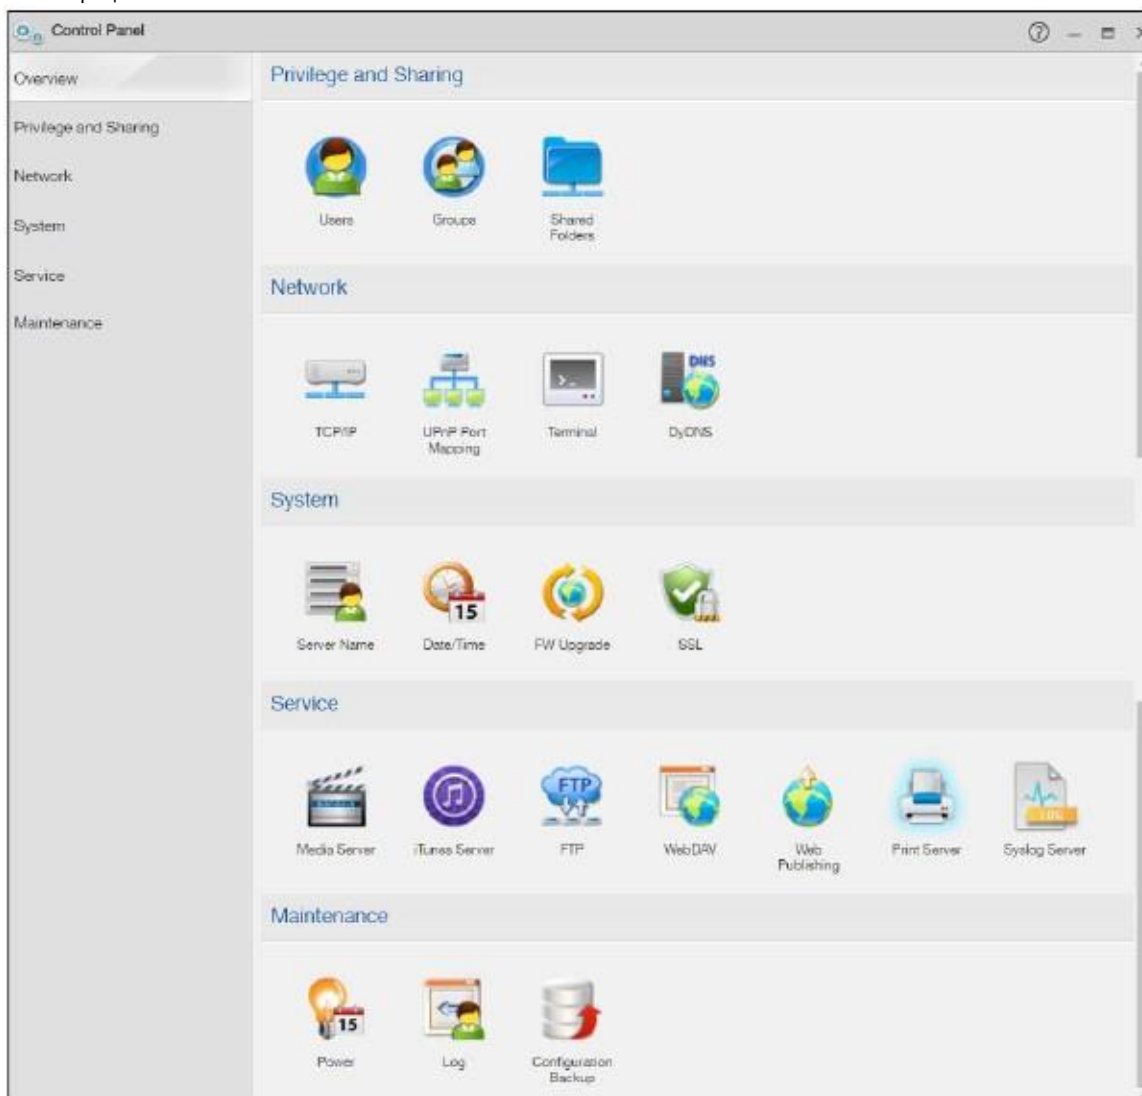 Control Panel
Overview
Privilege and Sharing
Network
System
Service
Maintenance
Privilege and Sharing
Users
Groups
Shared
Folders
Network
TCP/IP
UPnP Port
Mapping
Terminal
DNS
DyDNS
System
15
Server Name
Date/Time
FW Upgrade
SSL
Service
FTP
LOG
Media Server
iTunes Server
FTP
WebDAV
Web
Publishing
Print Server
Syslog Server
Maintenance
15
Power
Log
Configuration
Backup